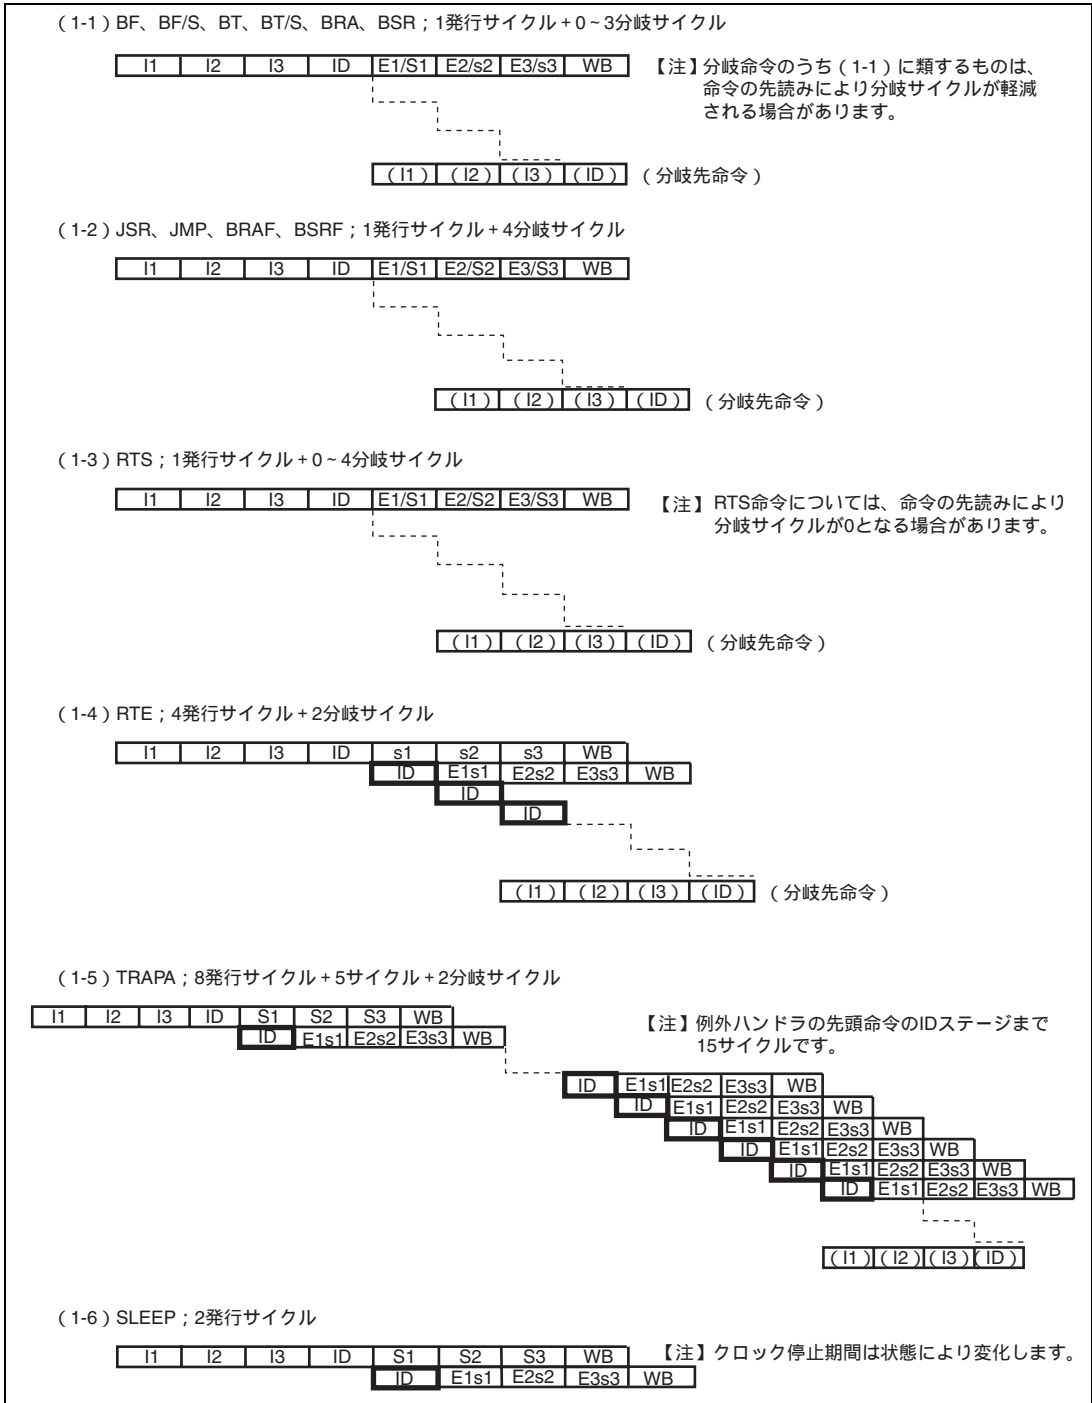 （1-1）BF、BF/S、BT、BT/S、BRA、BSR；1発行サイクル+0~3分岐サイクル
I1 I2 I3 ID E1/S1 E2/s2 E3/s3 WB
【注】分岐命令のうち（1-1）に類するものは、
命令の先読みにより分岐サイクルが軽減
される場合があります。
（I1）（I2）（I3）（ID）（分岐先命令）
（1-2）JSR、JMP、BRAF、BSRF；1発行サイクル+4分岐サイクル
I1 I2 I3 ID E1/S1 E2/S2 E3/S3 WB
（I1）（I2）（I3）（ID）（分岐先命令）
（1-3）RTS；1発行サイクル+0~4分岐サイクル
I1 I2 I3 ID E1/S1 E2/S2 E3/S3 WB
【注】RTS命令については、命令の先読みにより
分岐サイクルが0となる場合があります。
（I1）（I2）（I3）（ID）（分岐先命令）
（1-4）RTE；4発行サイクル+2分岐サイクル
I1 I2 I3 ID s1 s2 s3 WB
ID E1s1 E2s2 E3s3 WB
ID
ID
（I1）（I2）（I3）（ID）（分岐先命令）
（1-5）TRAPA；8発行サイクル+5サイクル+2分岐サイクル
I1 I2 I3 ID S1 S2 S3 WB
ID E1s1 E2s2 E3s3 WB
【注】例外ハンドラの先頭命令のIDステージまで
15サイクルです。
ID E1s1 E2s2 E3s3 WB
ID E1s1 E2s2 E3s3 WB
ID E1s1 E2s2 E3s3 WB
ID E1s1 E2s2 E3s3 WB
ID E1s1 E2s2 E3s3 WB
ID E1s1 E2s2 E3s3 WB
（I1）（I2）（I3）（ID）
（1-6）SLEEP；2発行サイクル
I1 I2 I3 ID S1 S2 S3 WB
【注】クロック停止期間は状態により変化します。
ID E1s1 E2s2 E3s3 WB